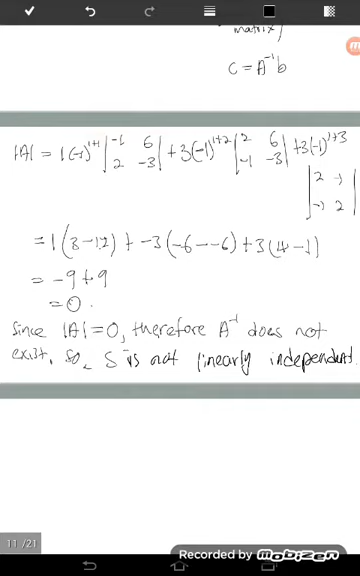 matrix)
C = A⁻¹b
|A| = 1(-1)¹⁺¹ |-1 6; 2 -3| + 3(-1)¹⁺² |2 6; -1 -3| + 3(-1)¹⁺³
|2 -1; -1 2|
= 1(3-12) + -3(-6--6) + 3(4-1)
= -9+9
= 0.
Since |A| = 0, therefore A⁻¹ does not
exist. So, S is not linearly independent.
11 /21
Recorded by mobizen